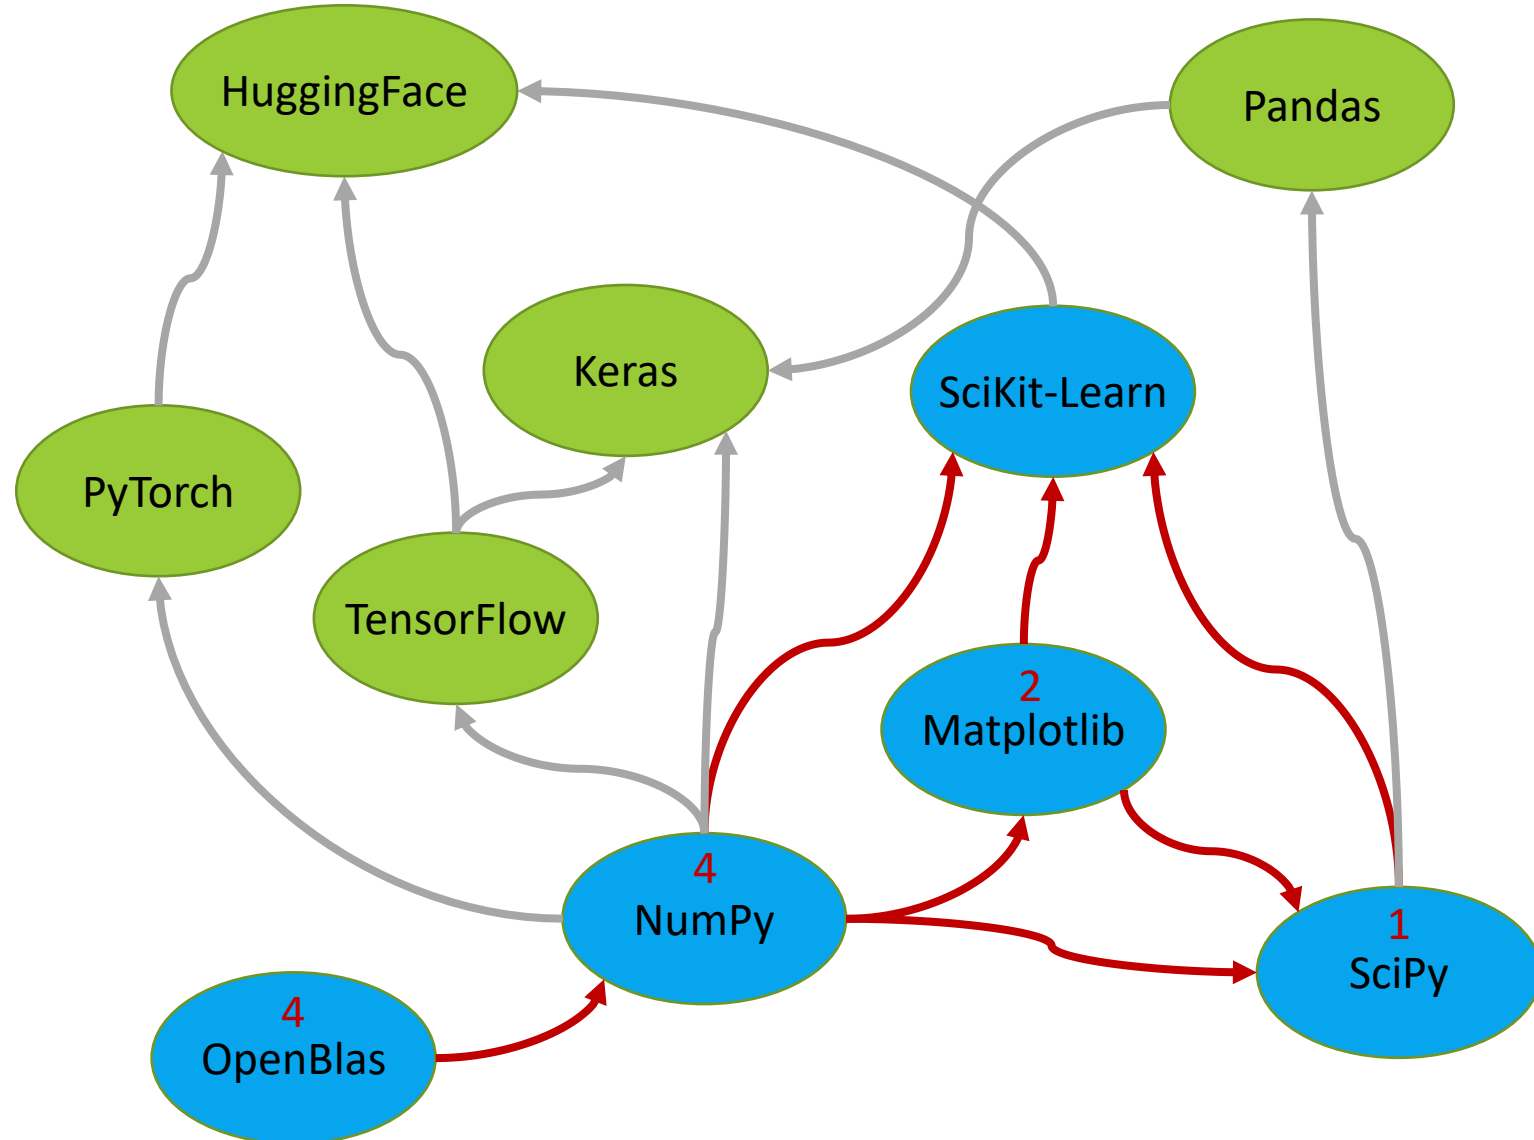 HuggingFace
Pandas
Keras
SciKit-Learn
PyTorch
TensorFlow
2
Matplotlib
4
NumPy
1
SciPy
4
OpenBlas